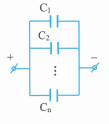 C₁
C₂
+
−
⋮
Cₙ